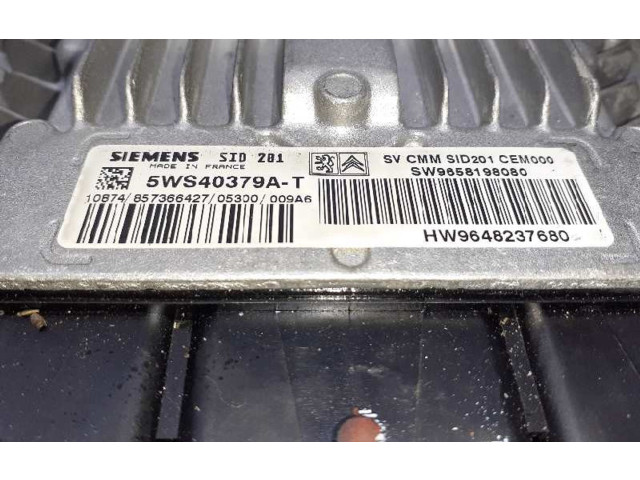 SIEMENS SID 201
MADE IN FRANCE
5WS40379A-T
10874/857366427/05300/009A6
SV CMM SID201 CEM000
SW9658198080
HW9648237680